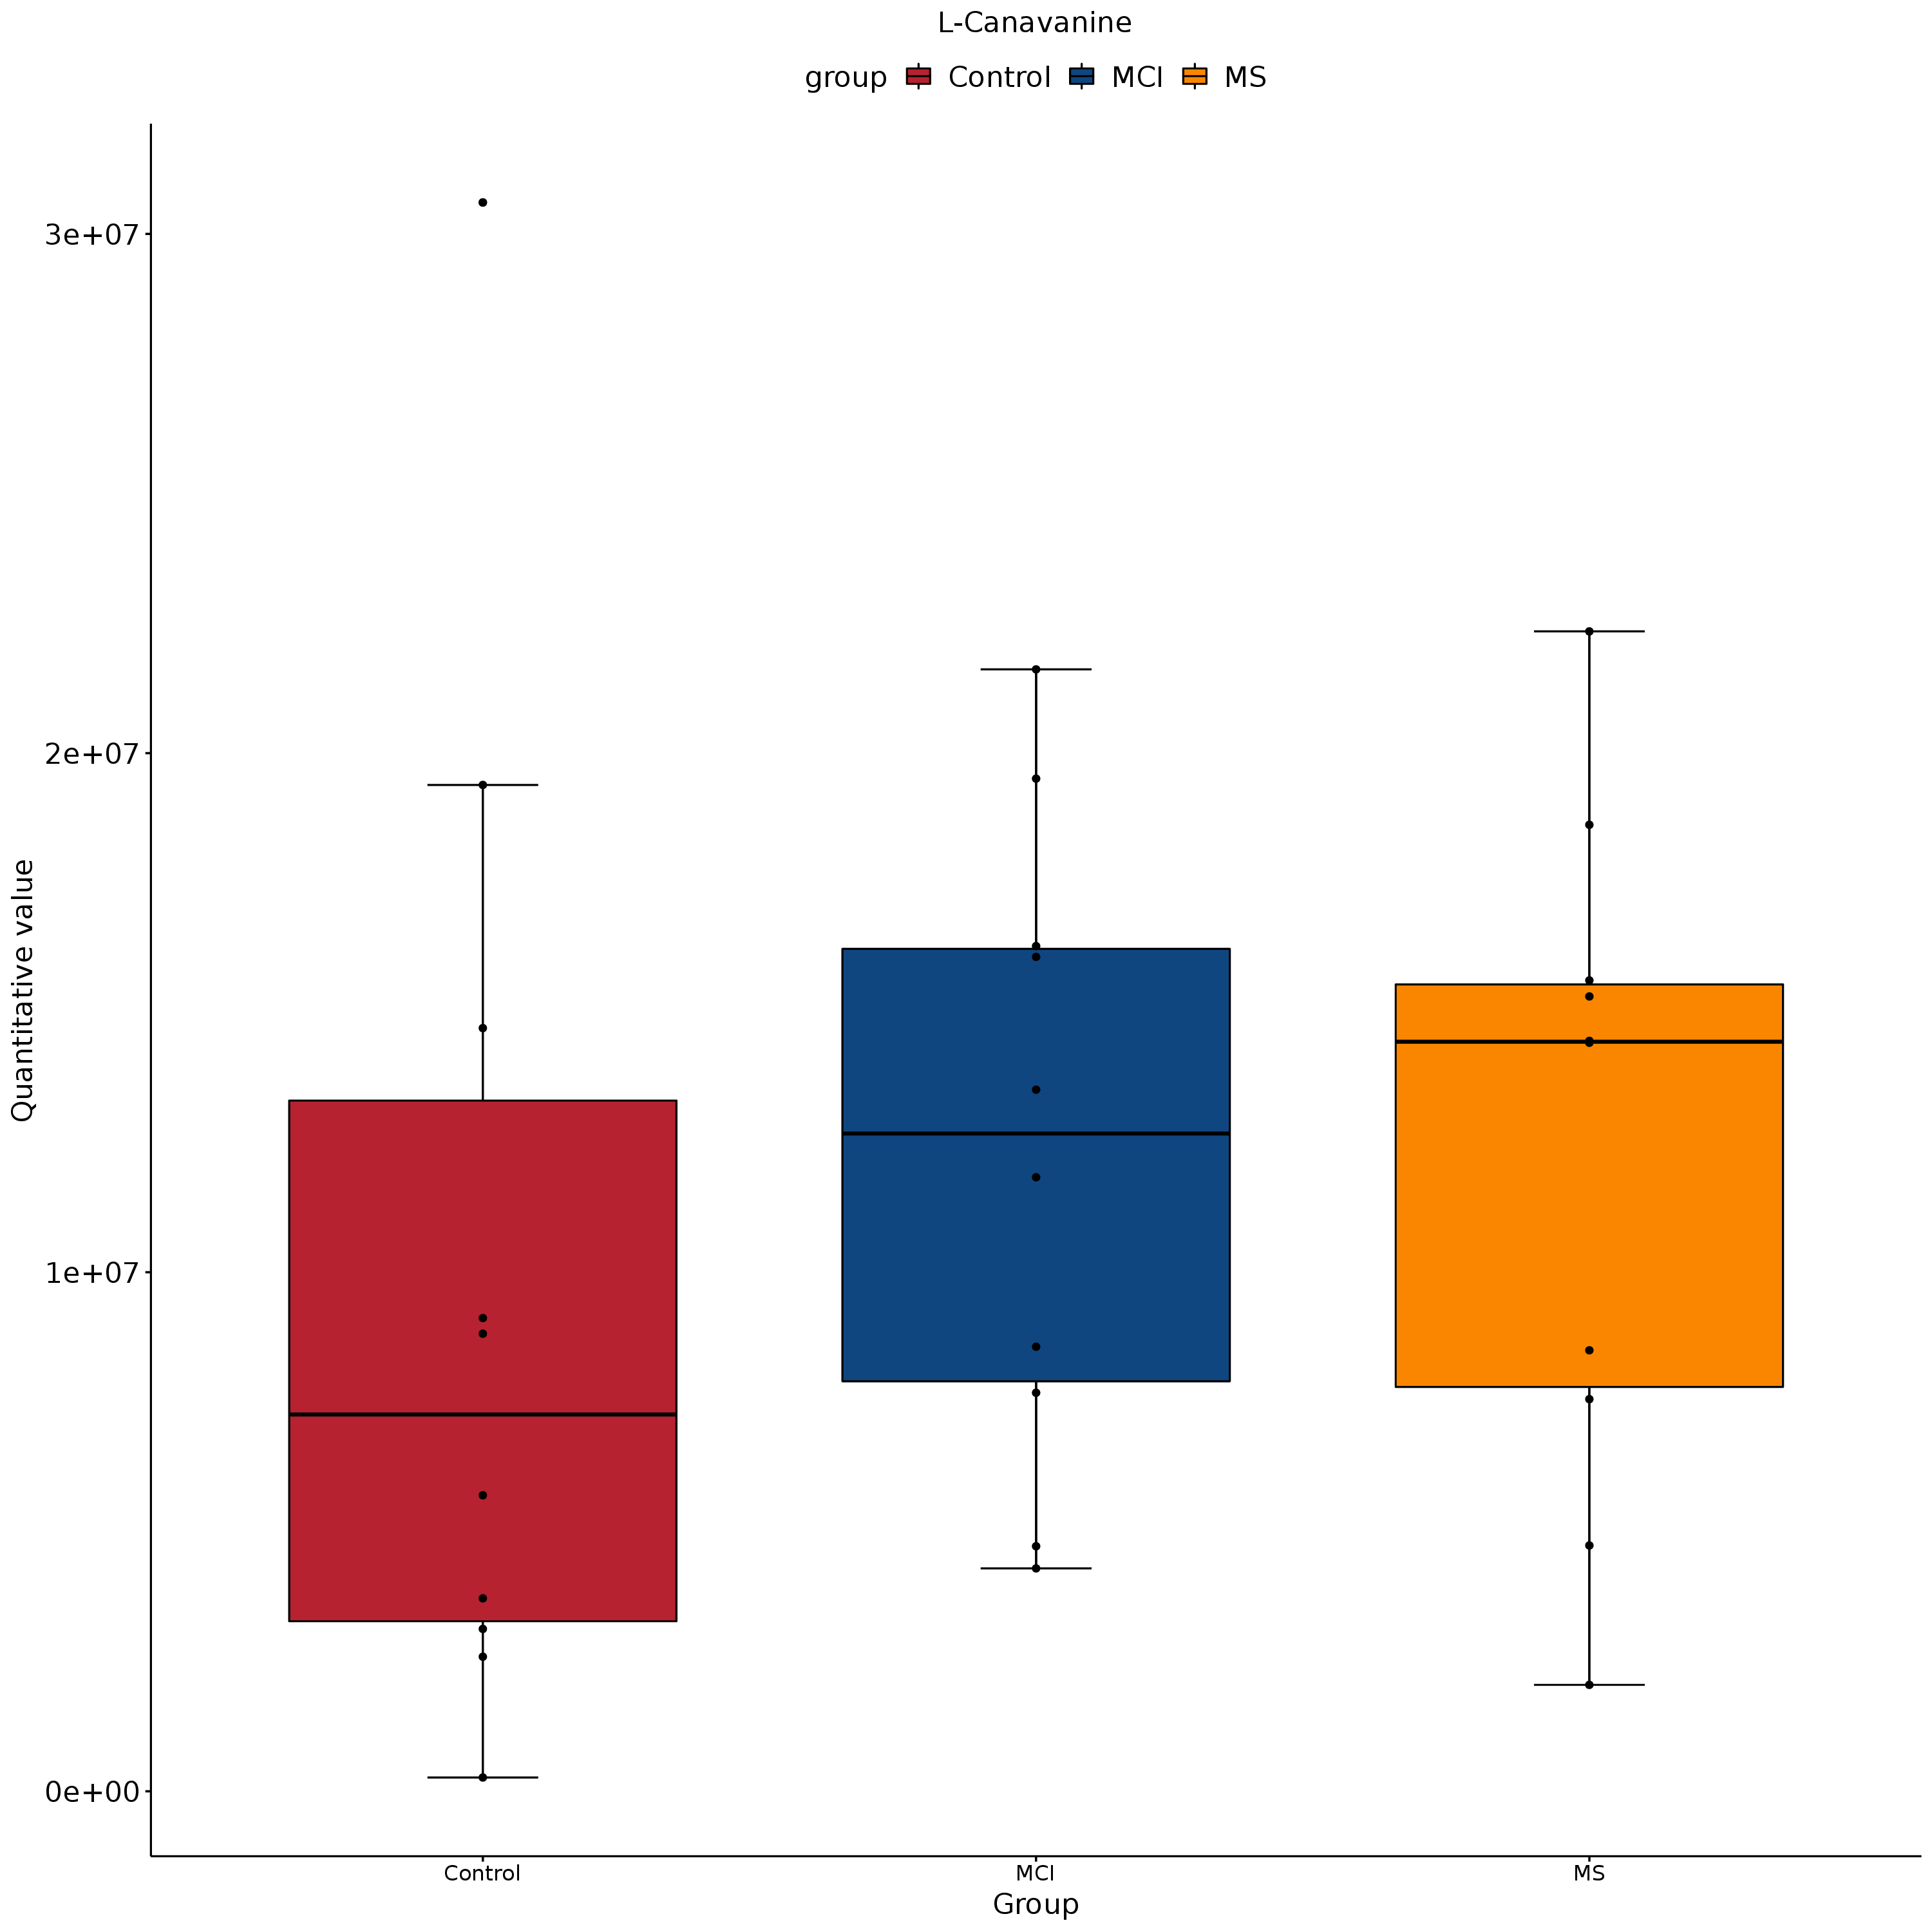 L-Canavanine
group Control MCI MS
3e+07
2e+07
1e+07
0e+00
Quantitative value
Control MCI MS
Group